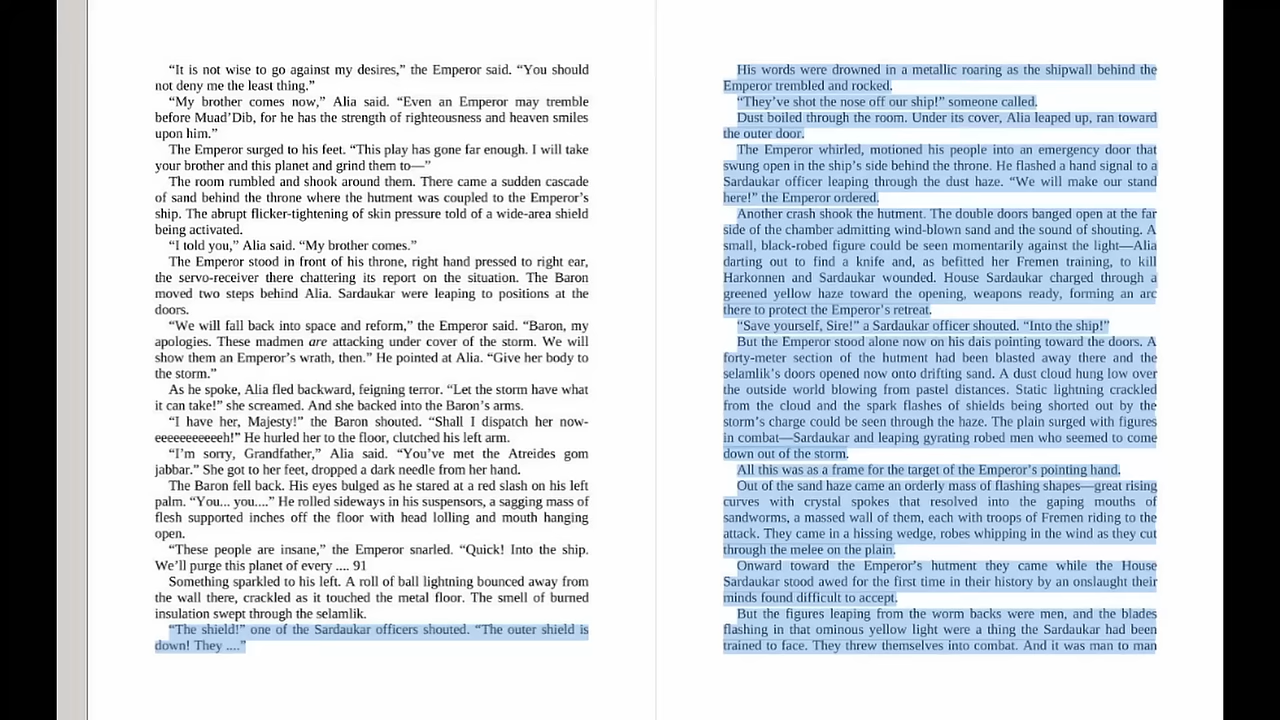 “It is not wise to go against my desires,” the Emperor said. “You should
not deny me the least thing.”
“My brother comes now,” Alia said. “Even an Emperor may tremble
before Muad’Dib, for he has the strength of righteousness and heaven smiles
upon him.”
The Emperor surged to his feet. “This play has gone far enough. I will take
your brother and this planet and grind them to—”
The room rumbled and shook around them. There came a sudden cascade
of sand behind the throne where the hutment was coupled to the Emperor’s
ship. The abrupt flicker-tightening of skin pressure told of a wide-area shield
being activated.
“I told you,” Alia said. “My brother comes.”
The Emperor stood in front of his throne, right hand pressed to right ear,
the servo-receiver there chattering its report on the situation. The Baron
moved two steps behind Alia. Sardaukar were leaping to positions at the
doors.
“We will fall back into space and reform,” the Emperor said. “Baron, my
apologies. These madmen are attacking under cover of the storm. We will
show them an Emperor’s wrath, then.” He pointed at Alia. “Give her body to
the storm.”
As he spoke, Alia fled backward, feigning terror. “Let the storm have what
it can take!” she screamed. And she backed into the Baron’s arms.
“I have her, Majesty!” the Baron shouted. “Shall I dispatch her now-
eeeeeeeeeeeh!” He hurled her to the floor, clutched his left arm.
“I’m sorry, Grandfather,” Alia said. “You’ve met the Atreides gom
jabbar.” She got to her feet, dropped a dark needle from her hand.
The Baron fell back. His eyes bulged as he stared at a red slash on his left
palm. “You... you....” He rolled sideways in his suspensors, a sagging mass of
flesh supported inches off the floor with head lolling and mouth hanging
open.
“These people are insane,” the Emperor snarled. “Quick! Into the ship.
We’ll purge this planet of every .... 91
Something sparkled to his left. A roll of ball lightning bounced away from
the wall there, crackled as it touched the metal floor. The smell of burned
insulation swept through the selamlik.
“The shield!” one of the Sardaukar officers shouted. “The outer shield is
down! They ....”
His words were drowned in a metallic roaring as the shipwall behind the
Emperor trembled and rocked.
“They’ve shot the nose off our ship!” someone called.
Dust boiled through the room. Under its cover, Alia leaped up, ran toward
the outer door.
The Emperor whirled, motioned his people into an emergency door that
swung open in the ship’s side behind the throne. He flashed a hand signal to a
Sardaukar officer leaping through the dust haze. “We will make our stand
here!” the Emperor ordered.
Another crash shook the hutment. The double doors banged open at the far
side of the chamber admitting wind-blown sand and the sound of shouting. A
small, black-robed figure could be seen momentarily against the light—Alia
darting out to find a knife and, as befitted her Fremen training, to kill
Harkonnen and Sardaukar wounded. House Sardaukar charged through a
greened yellow haze toward the opening, weapons ready, forming an arc
there to protect the Emperor’s retreat.
“Save yourself, Sire!” a Sardaukar officer shouted. “Into the ship!”
But the Emperor stood alone now on his dais pointing toward the doors. A
forty-meter section of the hutment had been blasted away there and the
selamlik’s doors opened now onto drifting sand. A dust cloud hung low over
the outside world blowing from pastel distances. Static lightning crackled
from the cloud and the spark flashes of shields being shorted out by the
storm’s charge could be seen through the haze. The plain surged with figures
in combat—Sardaukar and leaping gyrating robed men who seemed to come
down out of the storm.
All this was as a frame for the target of the Emperor’s pointing hand.
Out of the sand haze came an orderly mass of flashing shapes—great rising
curves with crystal spokes that resolved into the gaping mouths of
sandworms, a massed wall of them, each with troops of Fremen riding to the
attack. They came in a hissing wedge, robes whipping in the wind as they cut
through the melee on the plain.
Onward toward the Emperor’s hutment they came while the House
Sardaukar stood awed for the first time in their history by an onslaught their
minds found difficult to accept.
But the figures leaping from the worm backs were men, and the blades
flashing in that ominous yellow light were a thing the Sardaukar had been
trained to face. They threw themselves into combat. And it was man to man